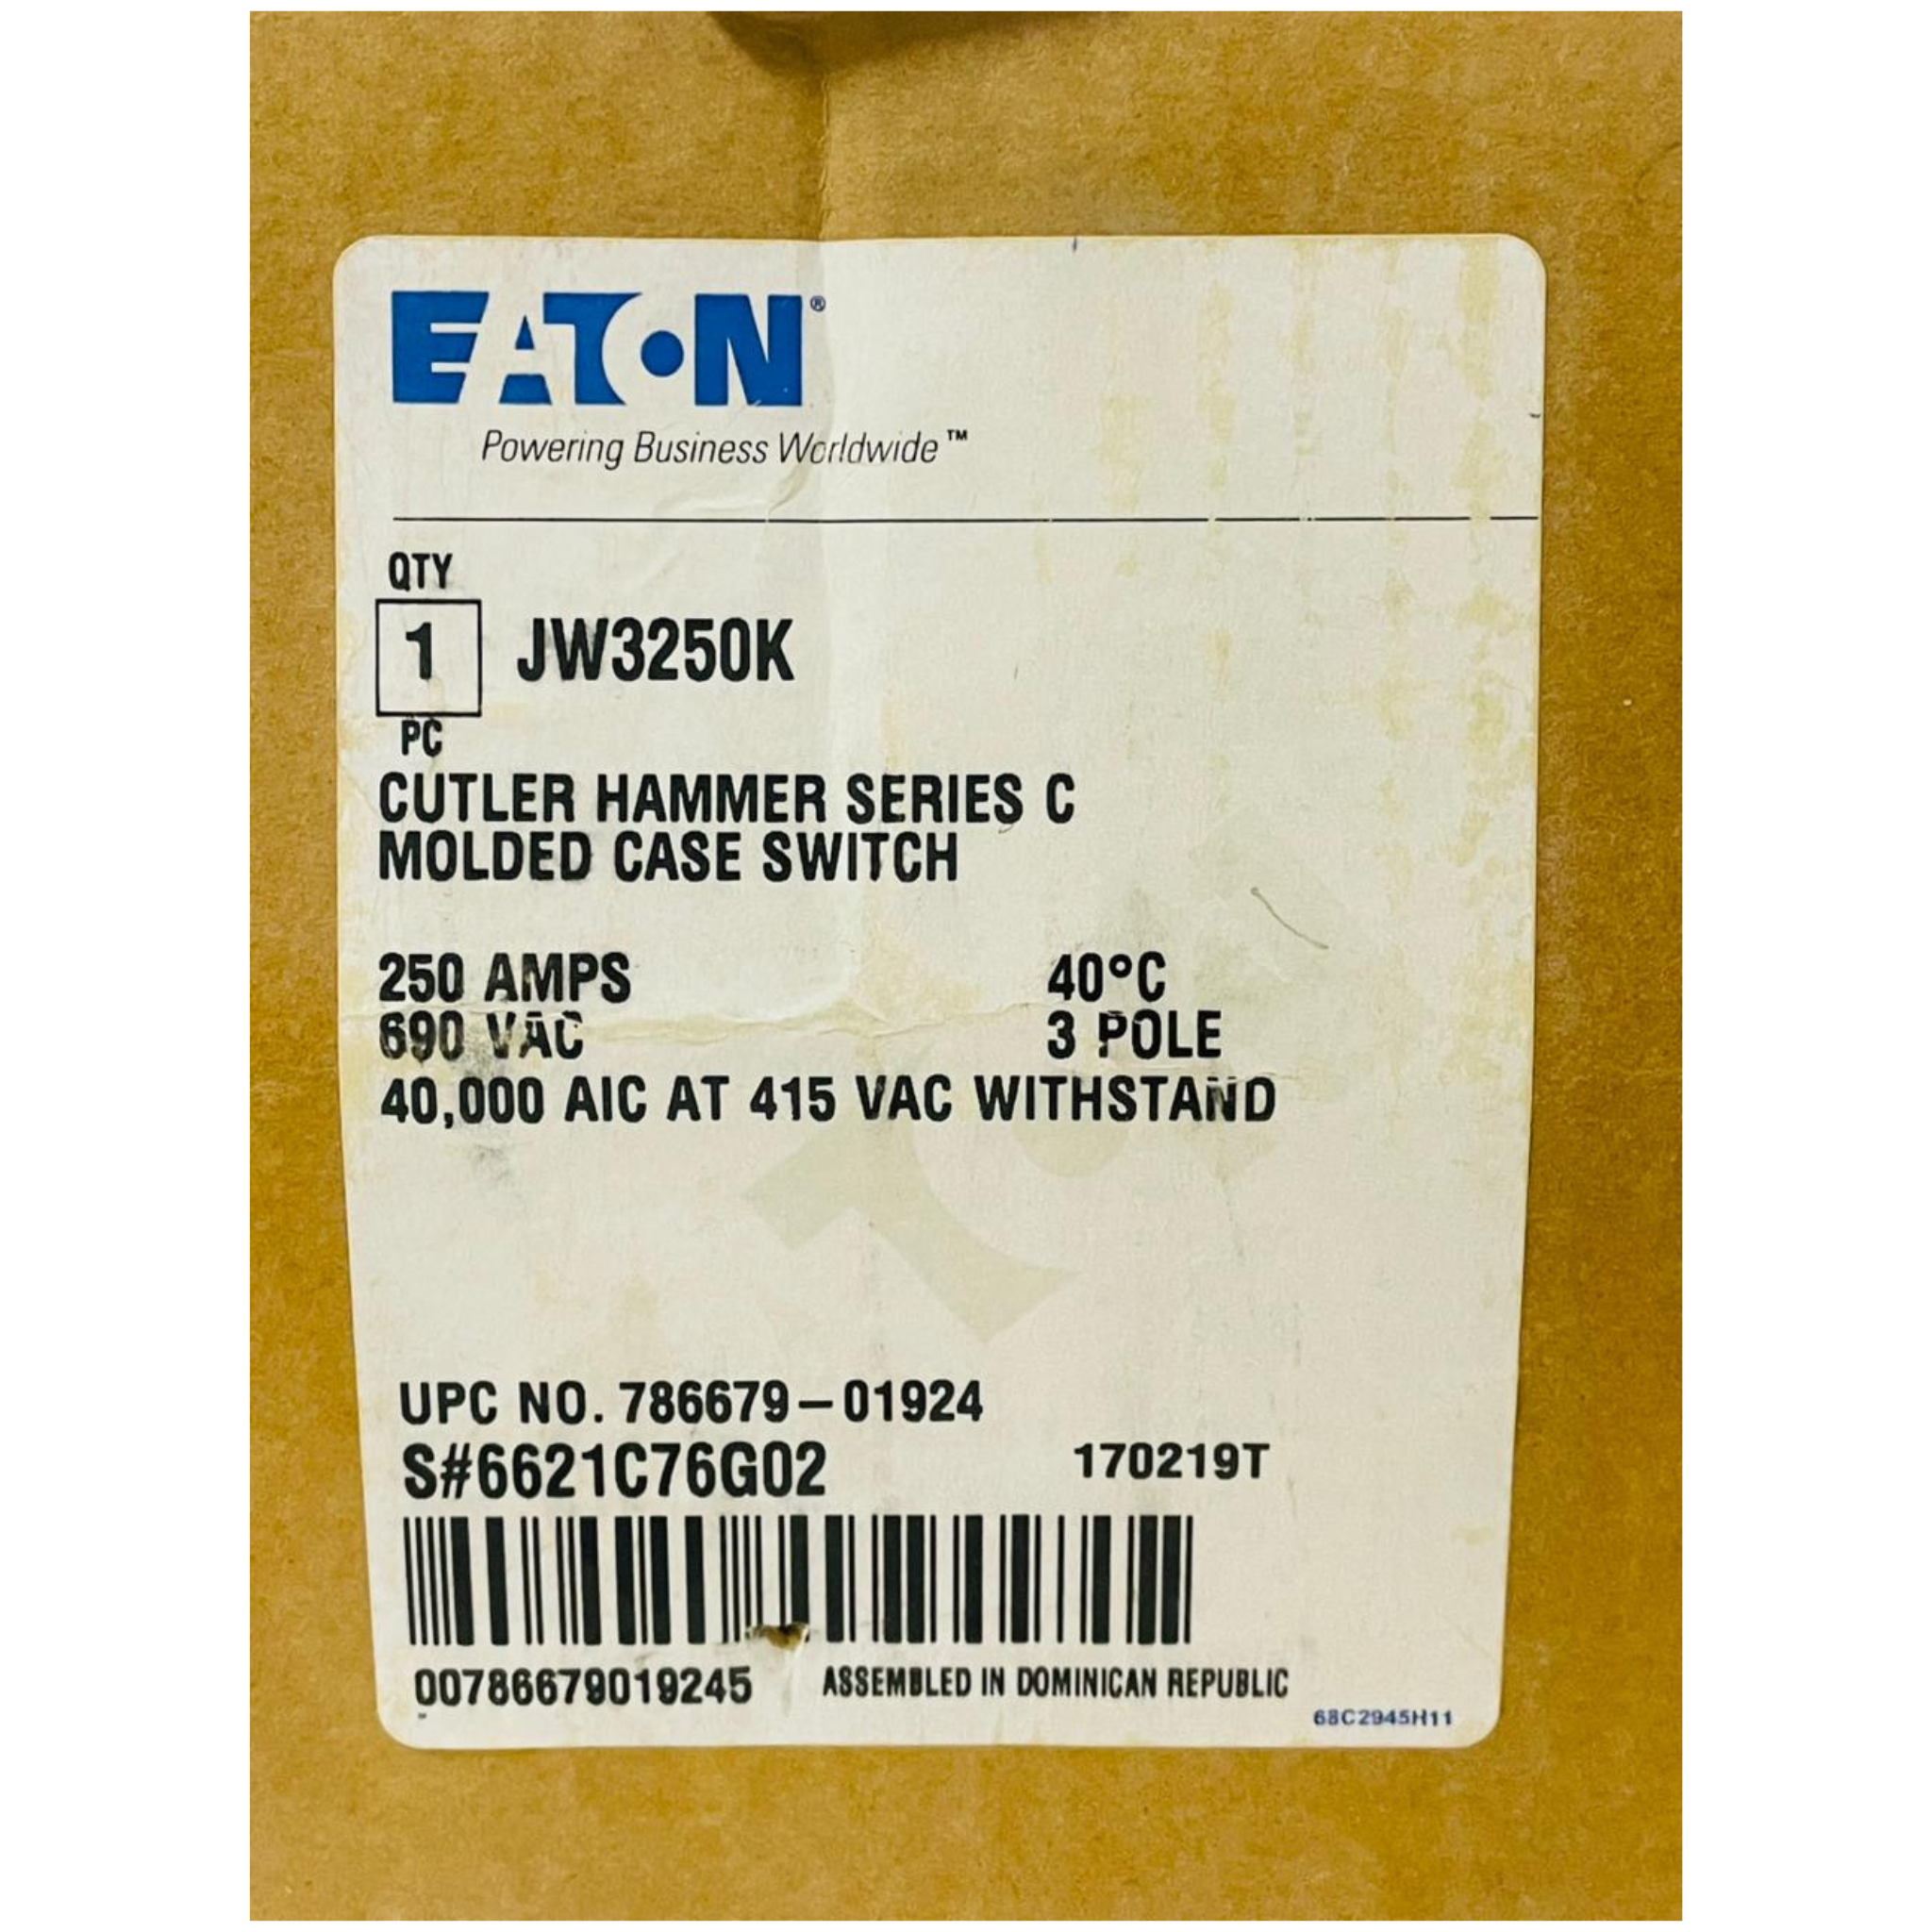 EATON®
Powering Business Worldwide™
QTY
1 JW3250K
PC
CUTLER HAMMER SERIES C
MOLDED CASE SWITCH
250 AMPS 40°C
690 VAC 3 POLE
40,000 AIC AT 415 VAC WITHSTAND
UPC NO. 786679-01924
S#6621C76G02 170219T
00786679019245 ASSEMBLED IN DOMINICAN REPUBLIC
68C2945H11